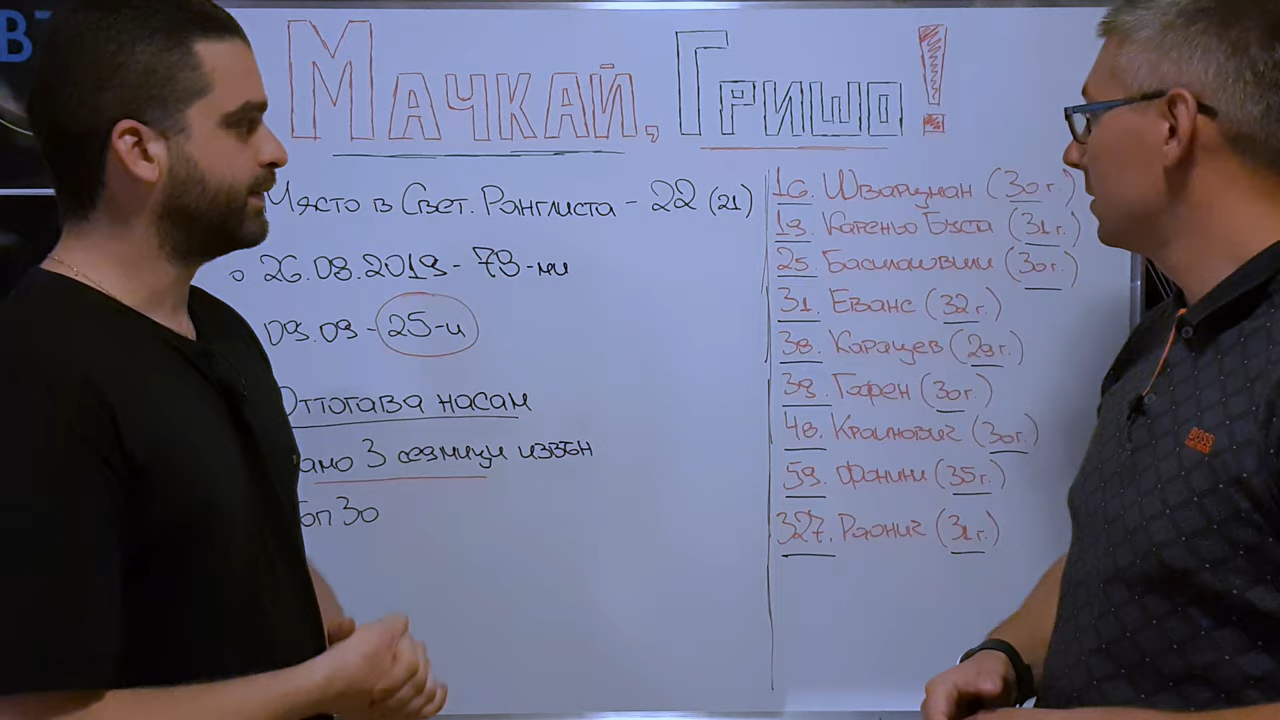 Мачкай, Гришо!
Място в Свет. Ранглиста - 22 (21)
26.08.2019 - 78-ми
09.09 - 25-и
Оттогава насам
само 3 седмици извън
топ 30
16. Шварцман (30 г.)
19. Кареньо Буста (31 г.)
25. Басилашвили (30 г.)
31. Еванс (32 г.)
38. Карацев (29 г.)
39. Гофен (30 г.)
48. Крайнович (30 г.)
59. Фонини (35 г.)
327. Раонич (31 г.)
BOSS